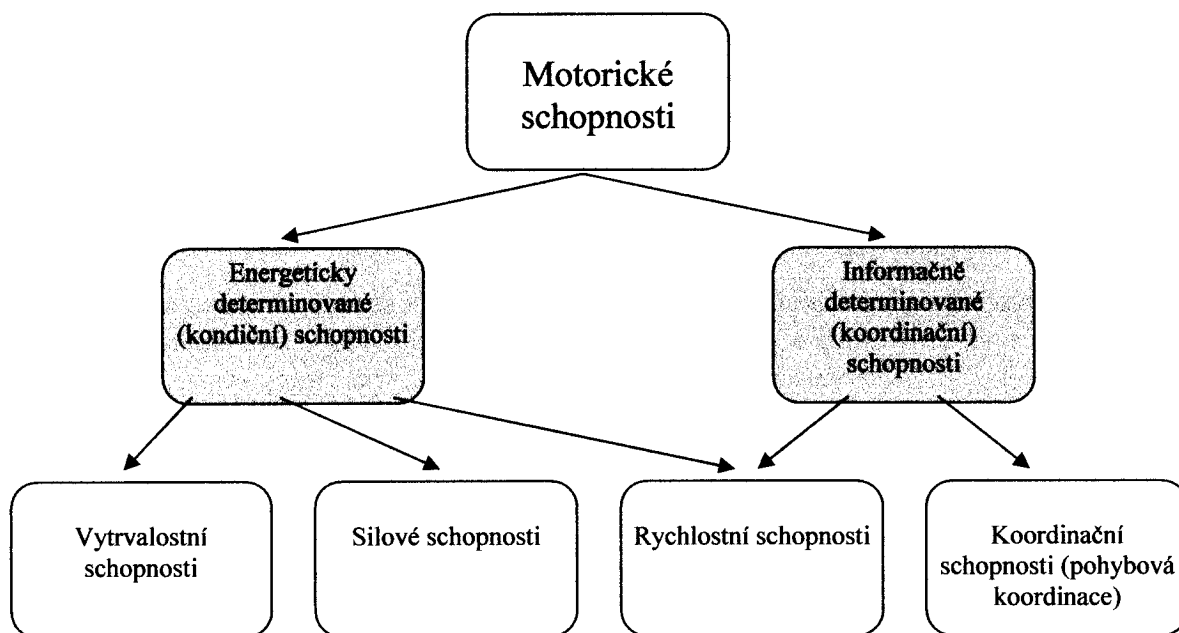 Motorické
schopnosti
Energeticky
determinované
(kondiční) schopnosti
Informačně
determinované
(koordinační)
schopnosti
Vytrvalostní
schopnosti
Silové schopnosti
Rychlostní schopnosti
Koordinační
schopnosti (pohybová
koordinace)